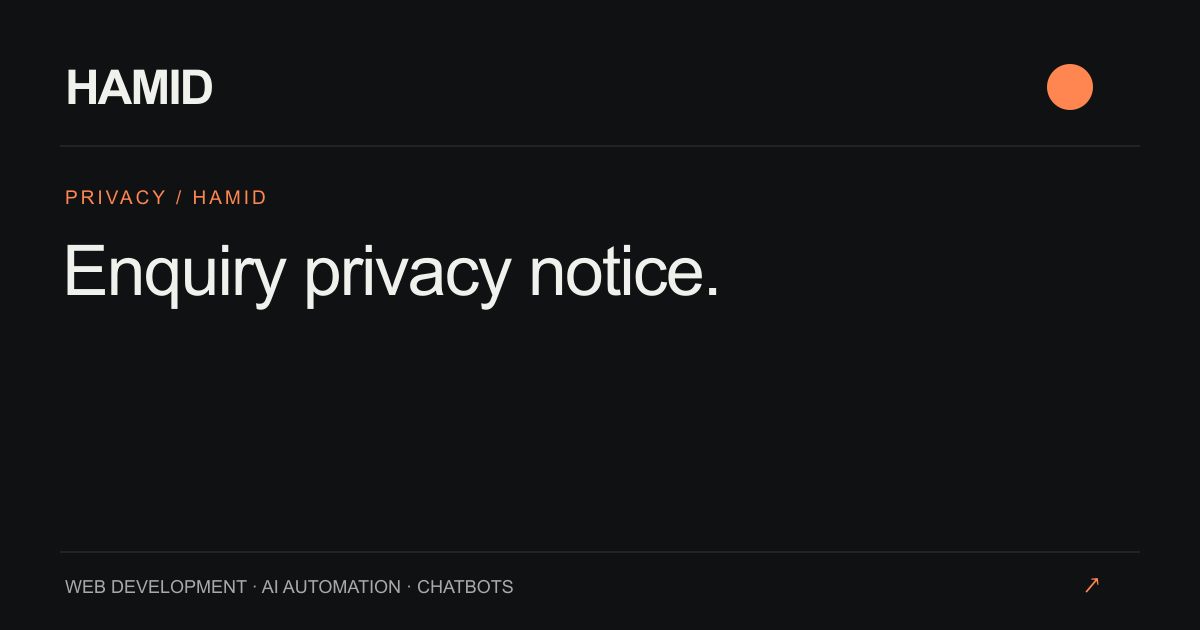 HAMID
PRIVACY / HAMID
Enquiry privacy notice.
WEB DEVELOPMENT · AI AUTOMATION · CHATBOTS
↗